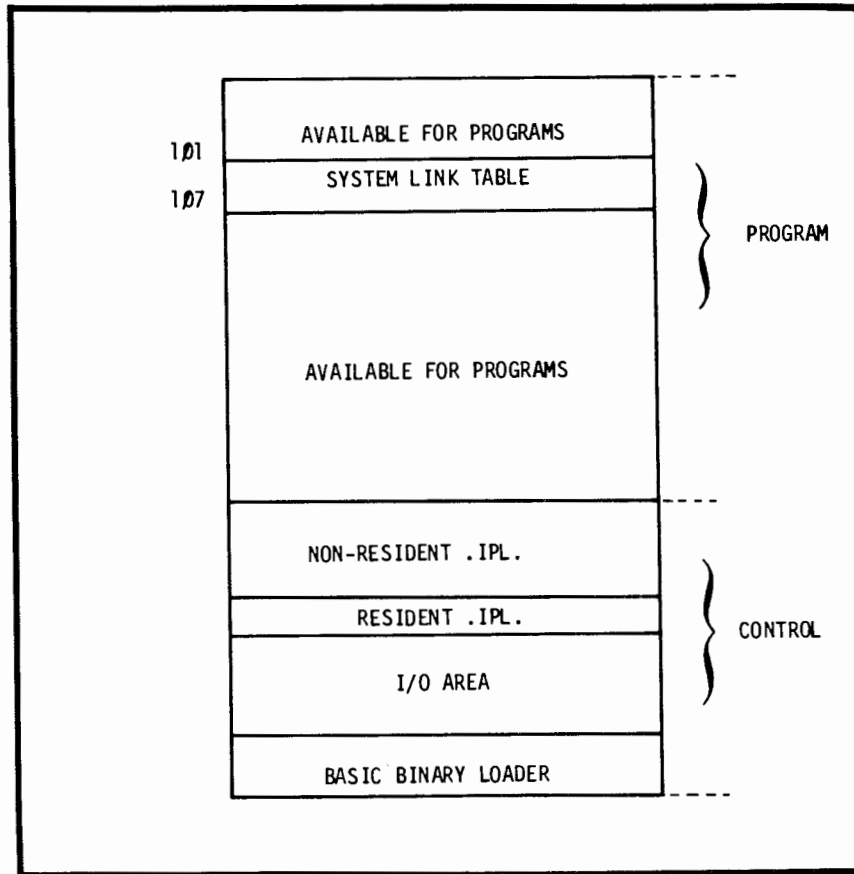 AVAILABLE FOR PROGRAMS
1Ø1
SYSTEM LINK TABLE
1Ø7
PROGRAM
AVAILABLE FOR PROGRAMS
NON-RESIDENT .IPL.
RESIDENT .IPL.
CONTROL
I/O AREA
BASIC BINARY LOADER